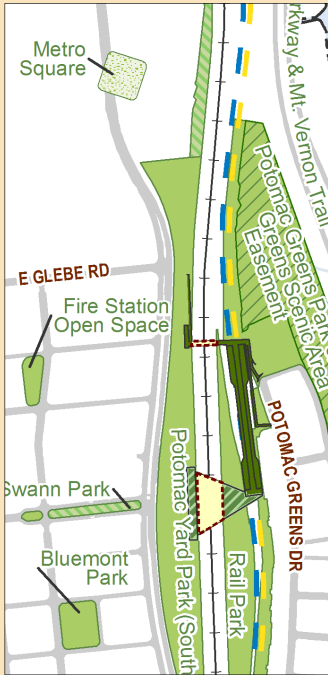 Metro
Square
rkway & Mt. Vernon Trail
Potomac Greens Park
Greens Scenic Area
Easement
E GLEBE RD
Fire Station
Open Space
POTOMAC GREENS DR
Swann Park
Potomac Yard Park (South
Rail Park
Bluemont
Park